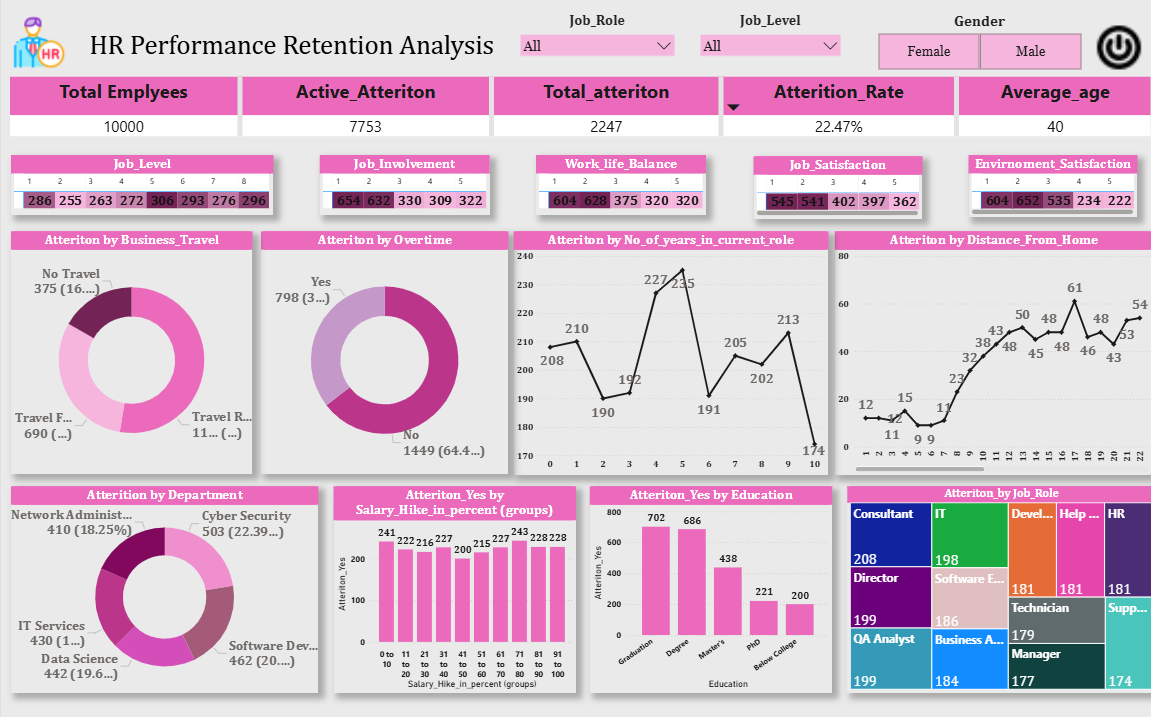 HR
HR Performance Retention Analysis
Job_Role
All
Job_Level
All
Gender
Female
Male
Total Emplyees
10000
Active_Atteriton
7753
Total_atteriton
2247
Atterition_Rate
22.47%
Average_age
40
Job_Level
1 2 3 4 5 6 7 8
286 255 263 272 306 293 276 296
Job_Involvement
1 2 3 4 5
654 632 330 309 322
Work_life_Balance
1 2 3 4 5
604 628 375 320 320
Job_Satisfaction
1 2 3 4 5
545 541 402 397 362
Envirnoment_Satisfaction
1 2 3 4 5
604 652 535 234 222
Atteriton by Business_Travel
No Travel
375 (16....)
Travel F...
690 (...)
Travel R...
11... (...)
Atteriton by Overtime
Yes
798 (3...)
No
1449 (64.4...)
Atteriton by No_of_years_in_current_role
240
230
220
210
200
190
180
170
208
210
190
192
227
235
191
205
202
213
174
0 1 2 3 4 5 6 7 8 9 10
Atteriton by Distance_From_Home
80
60
40
20
0
12
12
11
15
9
9
11
23
32
38
43
48
50
45
48
48
61
46
48
43
53
54
1 2 3 4 5 6 7 8 9 10 11 12 13 14 15 16 17 18 19 20 21 22
Atterition by Department
Network Administ...
410 (18.25%)
Cyber Security
503 (22.39...)
IT Services
430 (1...)
Data Science
442 (19.6...)
Software Dev...
462 (20....)
Atteriton_Yes by
Salary_Hike_in_percent (groups)
Atteriton_Yes
200
100
0
241 222 216 227 200 215 227 243 228 228
0 to 10
11 to 20
21 to 30
31 to 40
41 to 50
51 to 60
61 to 70
71 to 80
81 to 90
91 to 100
Salary_Hike_in_percent (groups)
Atteriton_Yes by Education
Atteriton_Yes
800
600
400
200
0
702
686
438
221
200
Graduation
Degree
Master's
PhD
Below College
Education
Atteriton_by Job_Role
Consultant
208
IT
198
Devel...
181
Help ...
181
HR
181
Director
199
Software E...
186
Technician
179
Supp...
174
QA Analyst
199
Business A...
184
Manager
177